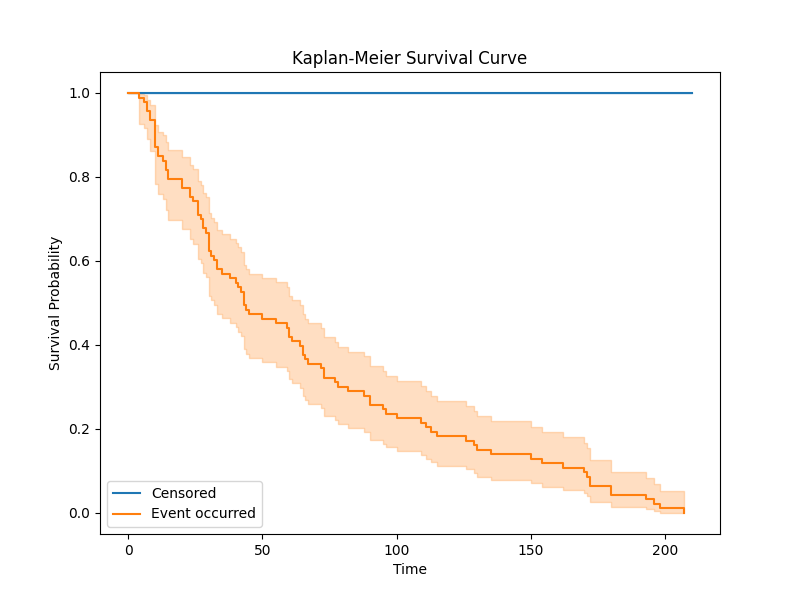 Kaplan-Meier Survival Curve
Survival Probability
1.0
0.8
0.6
0.4
0.2
0.0
Censored
Event occurred
0 50 100 150 200
Time